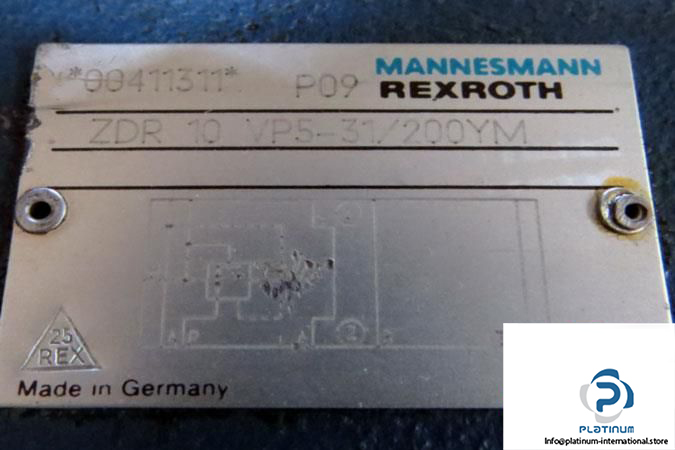 *00411311* P09 MANNESMANN
REXROTH
ZDR 10 VP5-31/200YM
25
REX
Made in Germany
PLATINUM
Info@platinum-international.store